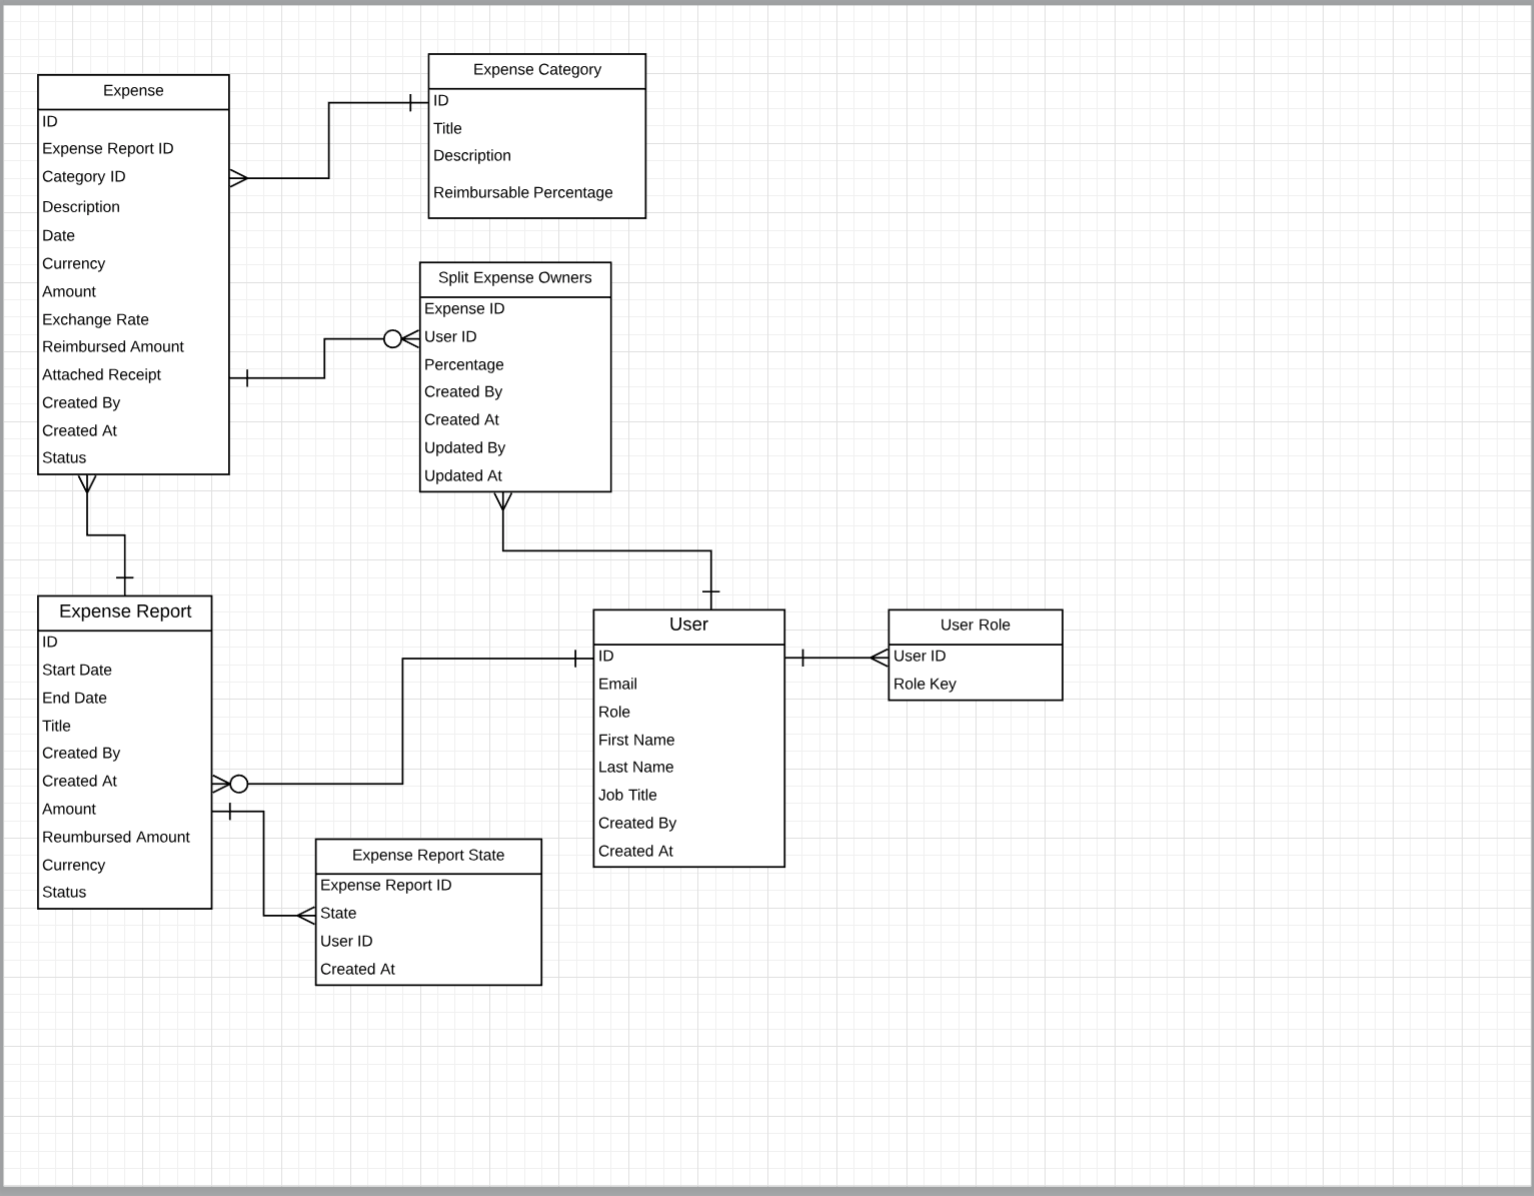 Expense
ID
Expense Report ID
Category ID
Description
Date
Currency
Amount
Exchange Rate
Reimbursed Amount
Attached Receipt
Created By
Created At
Status
Expense Category
ID
Title
Description
Reimbursable Percentage
Split Expense Owners
Expense ID
User ID
Percentage
Created By
Created At
Updated By
Updated At
Expense Report
ID
Start Date
End Date
Title
Created By
Created At
Amount
Reumbursed Amount
Currency
Status
User
ID
Email
Role
First Name
Last Name
Job Title
Created By
Created At
User Role
User ID
Role Key
Expense Report State
Expense Report ID
State
User ID
Created At